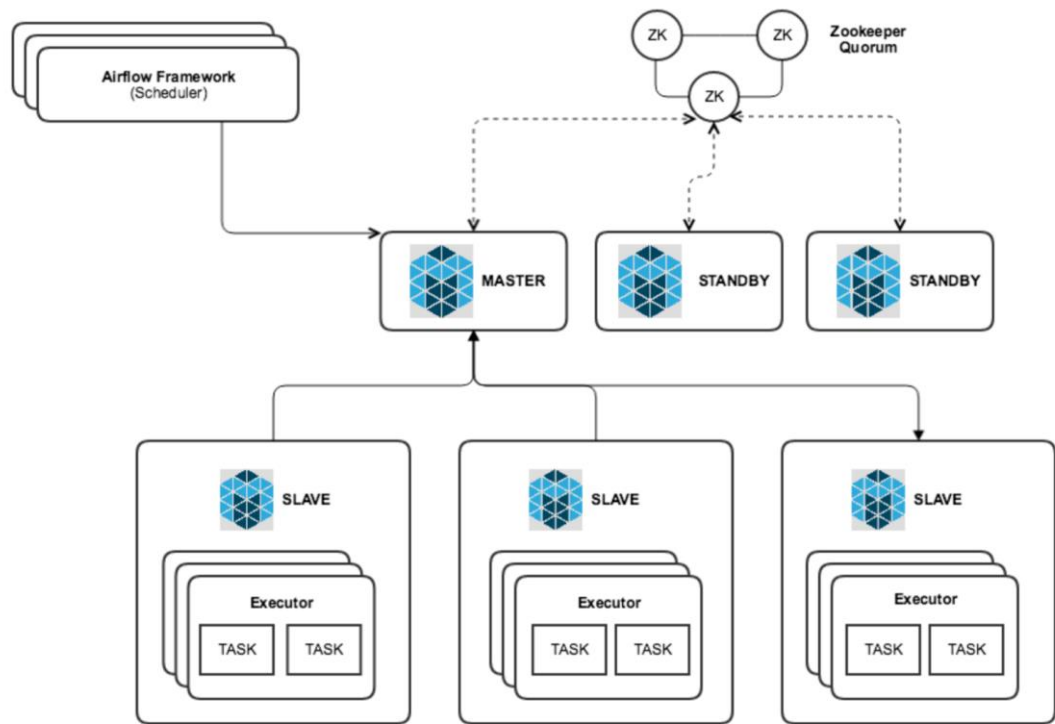 Airflow Framework
(Scheduler)
ZK
ZK
Zookeeper
Quorum
ZK
MASTER
STANDBY
STANDBY
SLAVE
SLAVE
SLAVE
Executor
TASK
TASK
Executor
TASK
TASK
Executor
TASK
TASK